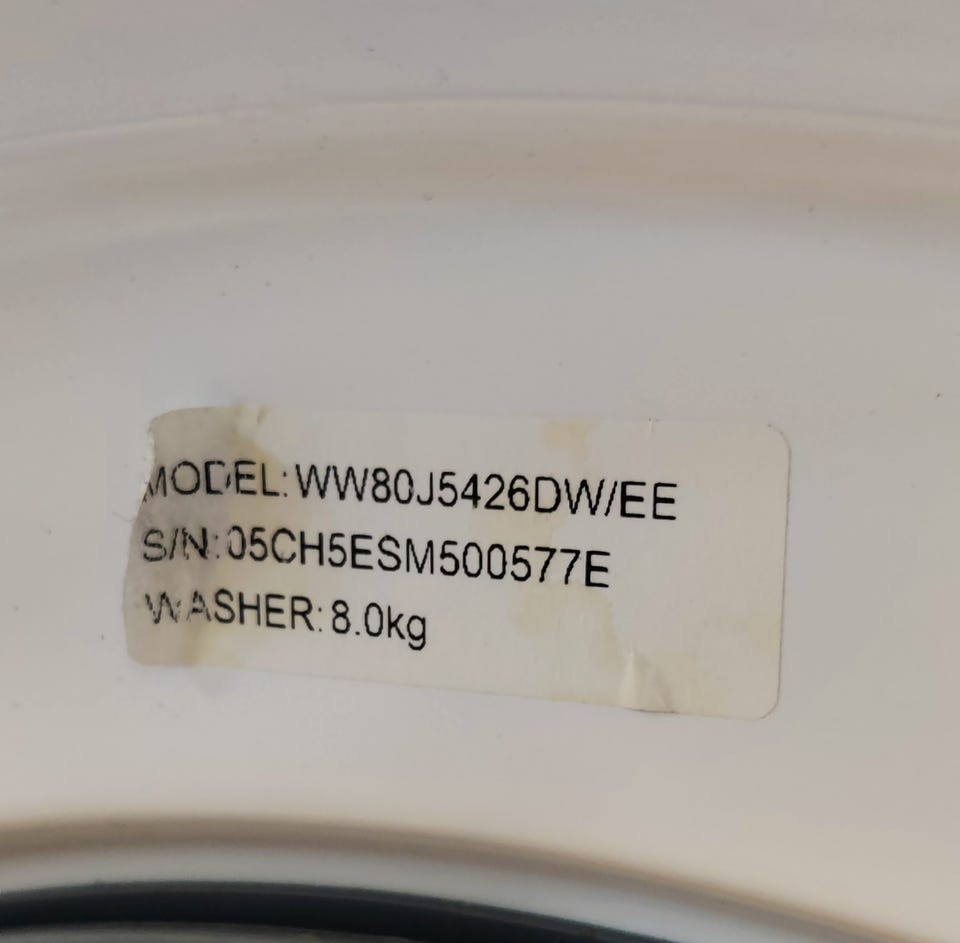 MODEL: WW80J5426DW/EE
S/N: 05CH5ESM500577E
WASHER: 8.0kg